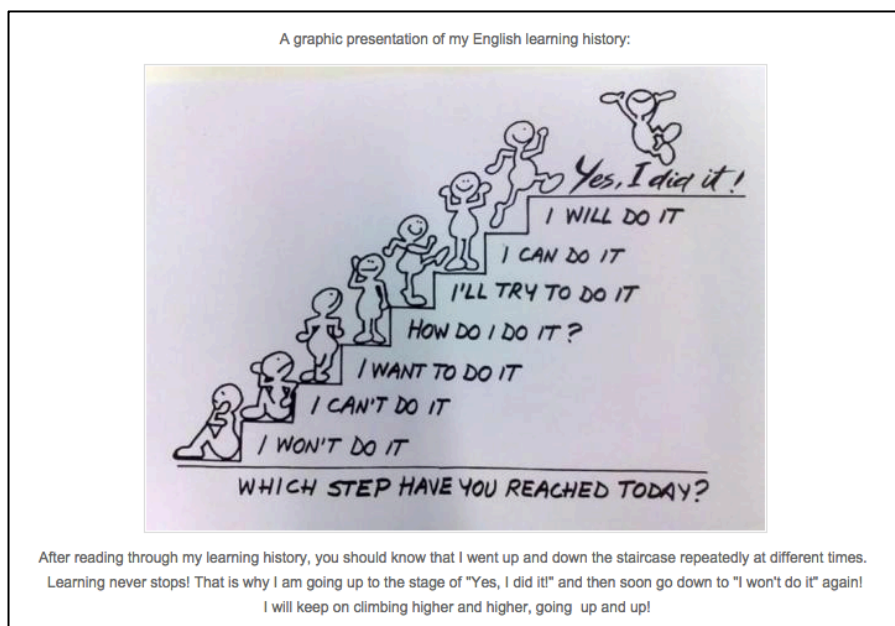 A graphic presentation of my English learning history:
Yes, I did it!
I WILL DO IT
I CAN DO IT
I'LL TRY TO DO IT
HOW DO I DO IT?
I WANT TO DO IT
I CAN'T DO IT
I WON'T DO IT
WHICH STEP HAVE YOU REACHED TODAY?
After reading through my learning history, you should know that I went up and down the staircase repeatedly at different times.
Learning never stops! That is why I am going up to the stage of "Yes, I did it!" and then soon go down to "I won't do it" again!
I will keep on climbing higher and higher, going up and up!